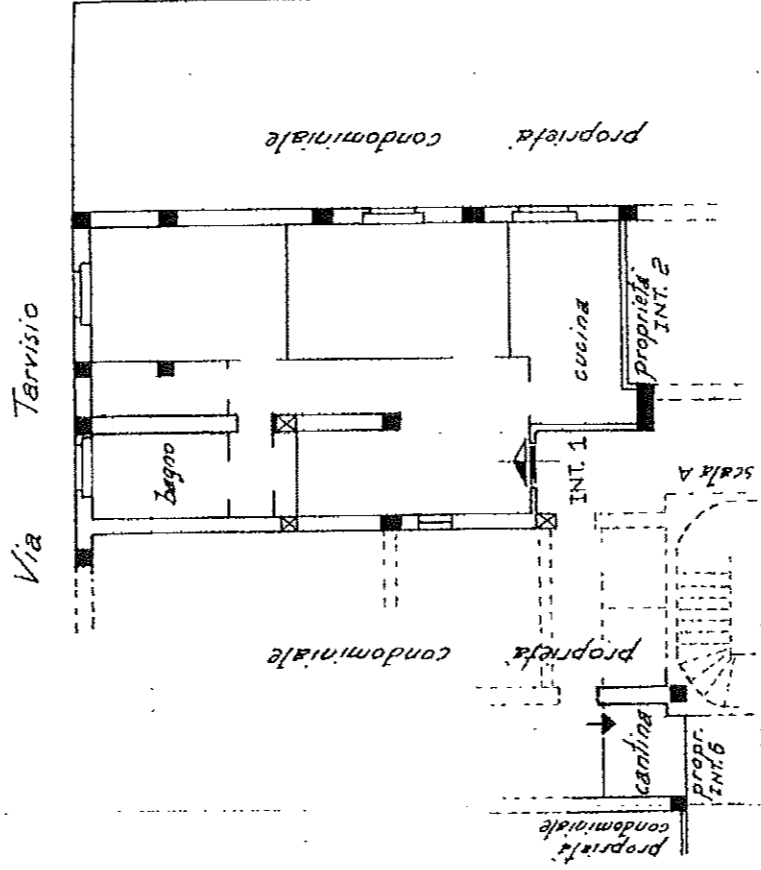 Via Tarvisio
proprietà condominiale
bagno
cucina
proprietà
INT. 2
INT. 1
scala A
proprietà condominiale
cantina
propr.
INT. 6
proprietà
condominiale